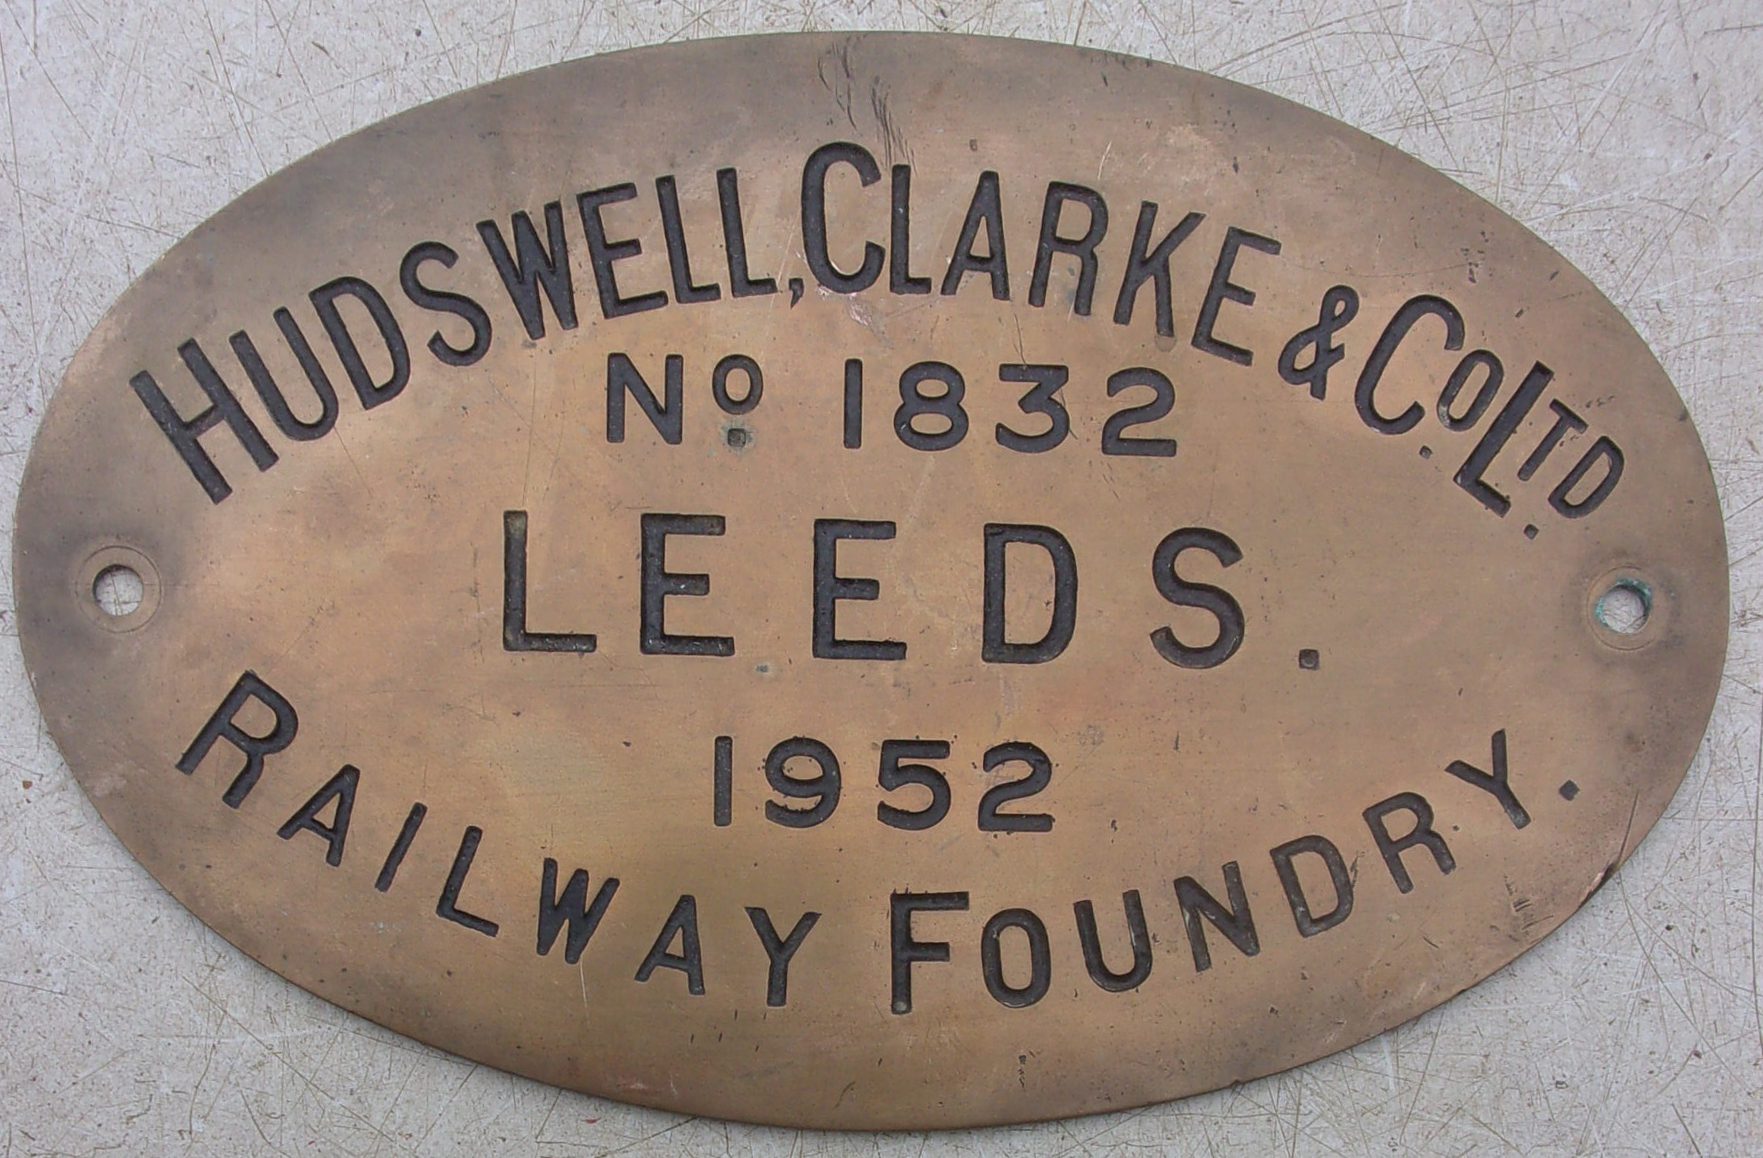 HUDSWELL, CLARKE & CO. LTD.
No. 1832
LEEDS.
1952
RAILWAY FOUNDRY.